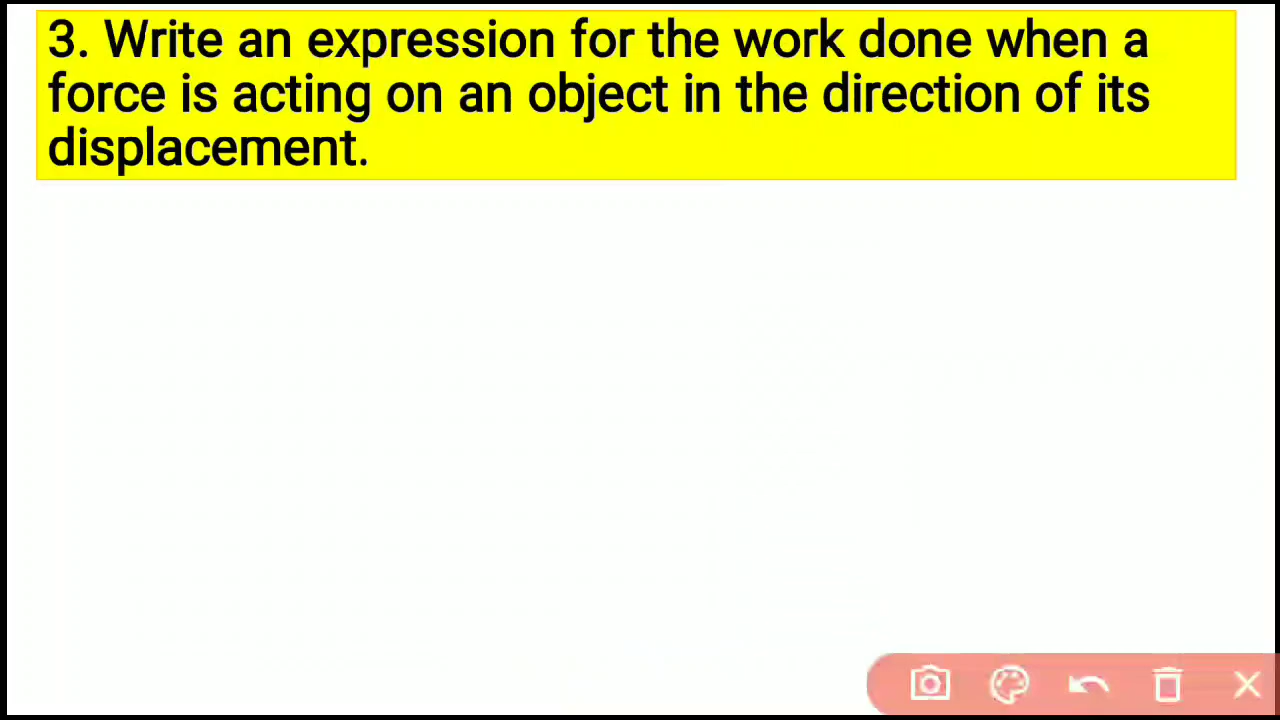 3. Write an expression for the work done when a
force is acting on an object in the direction of its
displacement.